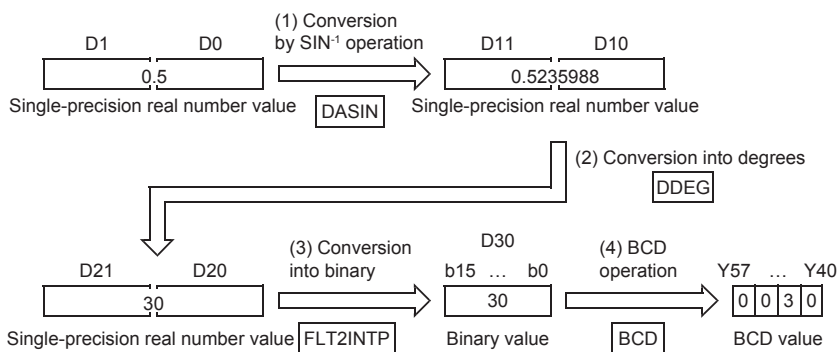 (1) Conversion
by SIN-1 operation
D1 D0 D11 D10
0.5 0.5235988
Single-precision real number value DASIN Single-precision real number value
(2) Conversion into degrees
DDEG
(3) Conversion
into binary
(4) BCD
operation
D21 D20 D30
b15 … b0 Y57 … Y40
30 30 0 0 3 0
Single-precision real number value FLT2INTP Binary value BCD BCD value